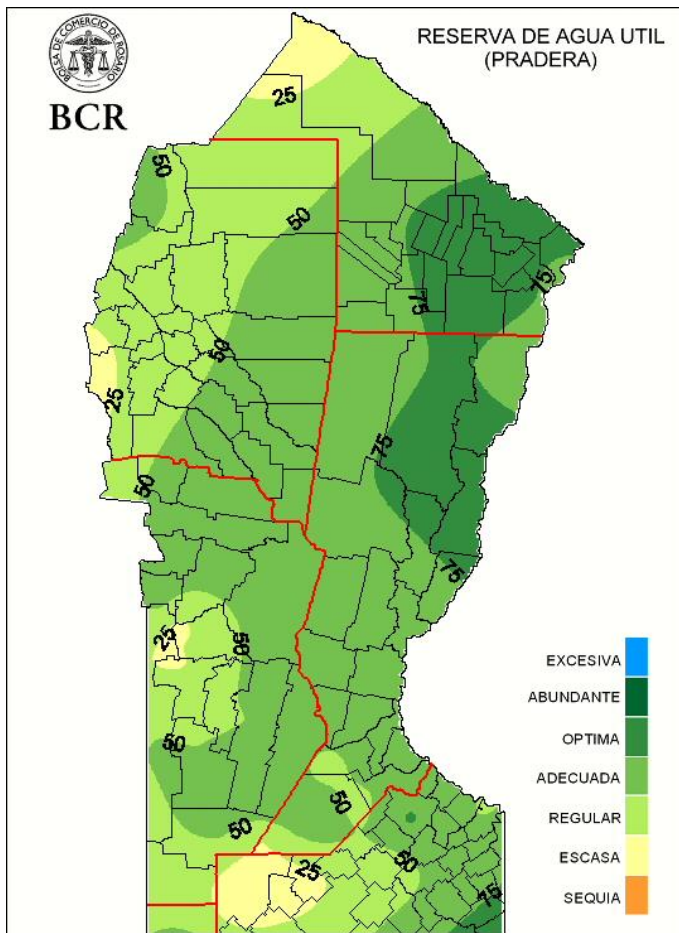 BOLSA DE COMERCIO DE ROSARIO
BCR
RESERVA DE AGUA UTIL
(PRADERA)
25
50
50
75
75
50
25
75
50
75
25
50
50
50
50
25
50
75
EXCESIVA
ABUNDANTE
OPTIMA
ADECUADA
REGULAR
ESCASA
SEQUIA